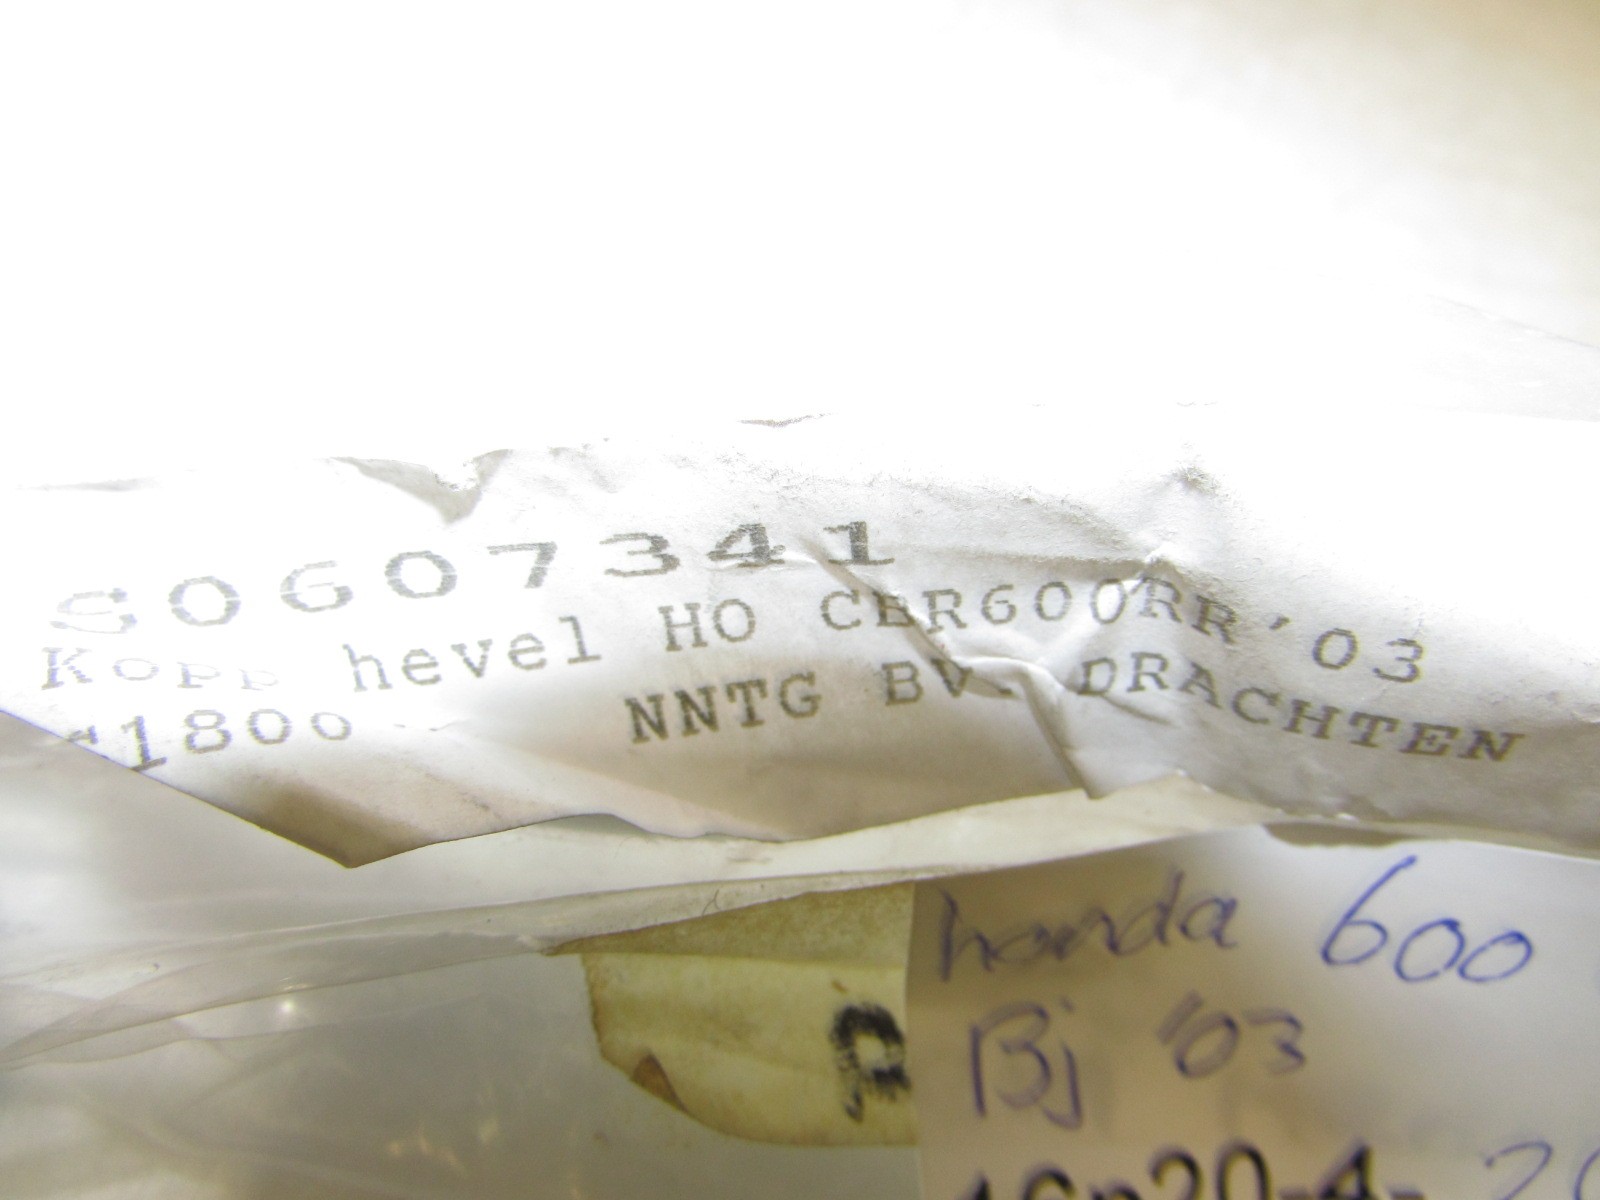 S0607341
Kopp hevel HO CBR600RR'03
NNTG BV. DRACHTEN
honda 600
Bj '03